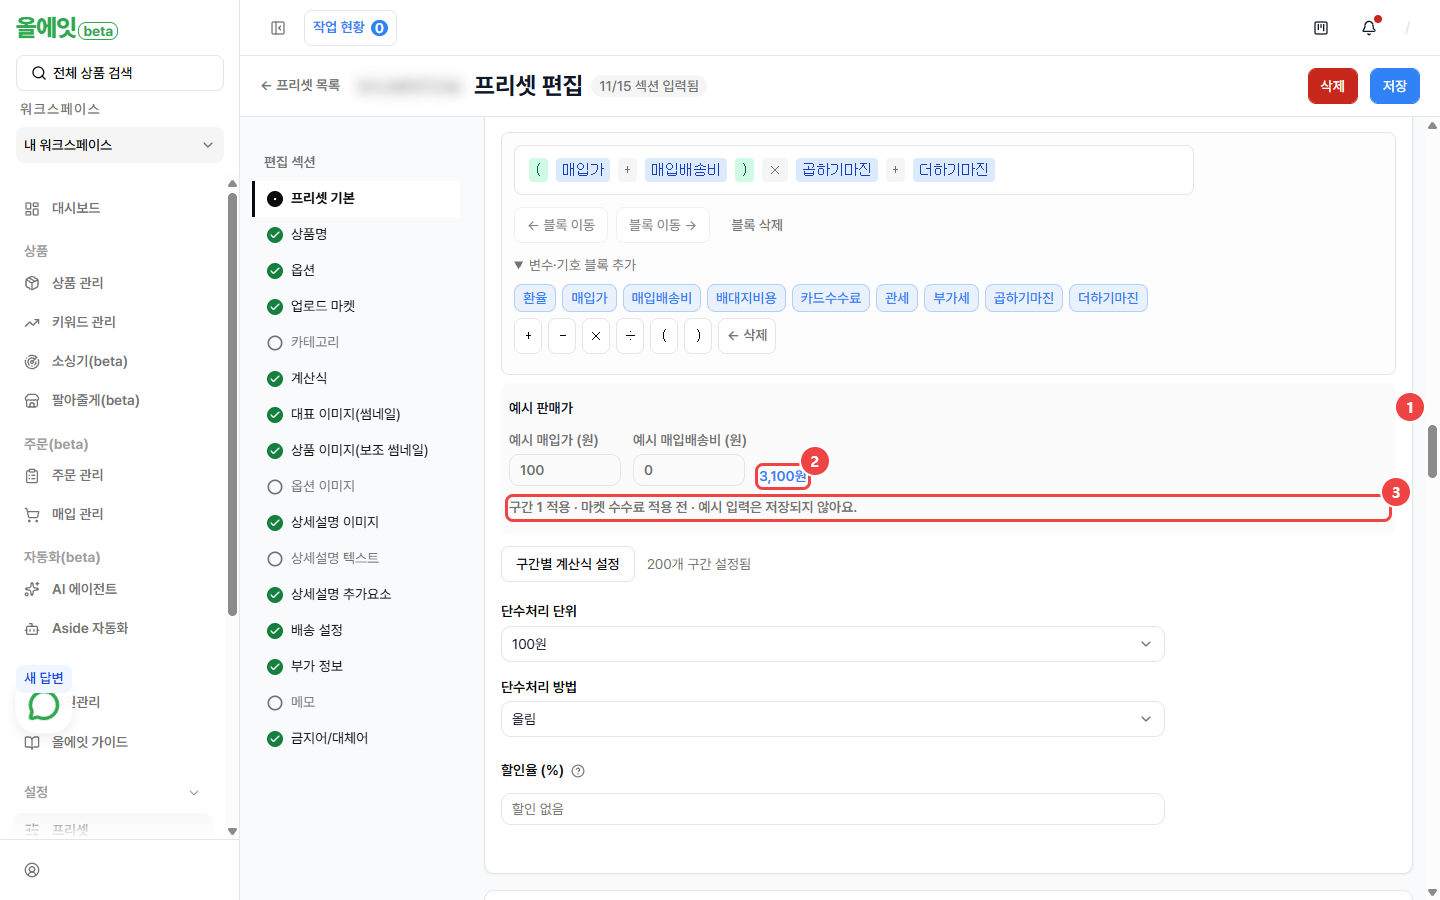 올에잇 beta
전체 상품 검색
워크스페이스
내 워크스페이스
대시보드
상품
상품 관리
키워드 관리
소싱기(beta)
팔아줄게(beta)
주문(beta)
주문 관리
매입 관리
자동화(beta)
AI 에이전트
Aside 자동화
새 답변
관리
올에잇 가이드
설정
프리셋
작업 현황 0
← 프리셋 목록
프리셋 편집
11/15 섹션 입력됨
삭제
저장
편집 섹션
프리셋 기본
상품명
옵션
업로드 마켓
카테고리
계산식
대표 이미지(썸네일)
상품 이미지(보조 썸네일)
옵션 이미지
상세설명 이미지
상세설명 텍스트
상세설명 추가요소
배송 설정
부가 정보
메모
금지어/대체어
( 매입가 + 매입배송비 ) × 곱하기마진 + 더하기마진
← 블록 이동
블록 이동 →
블록 삭제
▼ 변수·기호 블록 추가
환율 매입가 매입배송비 배대지비용 카드수수료 관세 부가세 곱하기마진 더하기마진
+ − × ÷ ( ) ← 삭제
예시 판매가
1
예시 매입가 (원) 예시 매입배송비 (원)
100 0 3,100원 2
구간 1 적용 · 마켓 수수료 적용 전 · 예시 입력은 저장되지 않아요.
3
구간별 계산식 설정 200개 구간 설정됨
단수처리 단위
100원
단수처리 방법
올림
할인율 (%) ?
할인 없음